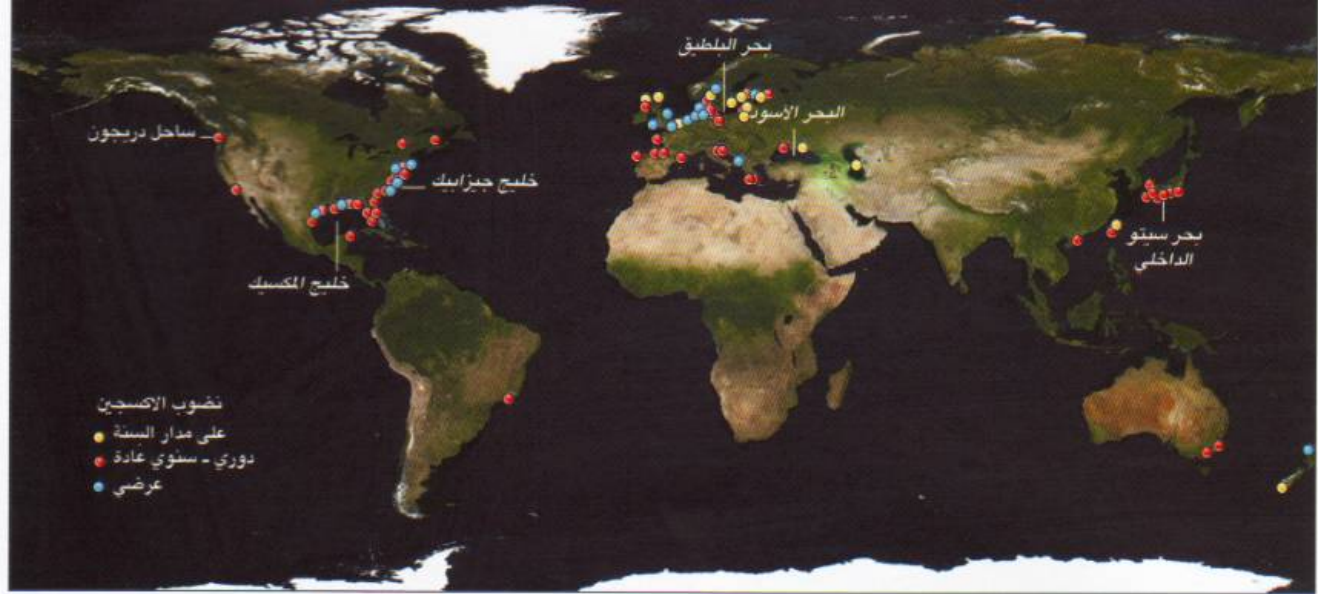 بحر البلطيق
البحر الأسود
ساحل دريجون
خليج جيزابيك
خليج المكسيك
بحر سيتو
الداخلي
نضوب الاكسجين
على مدار السنة
دوري - سنوي عادة
عرضي